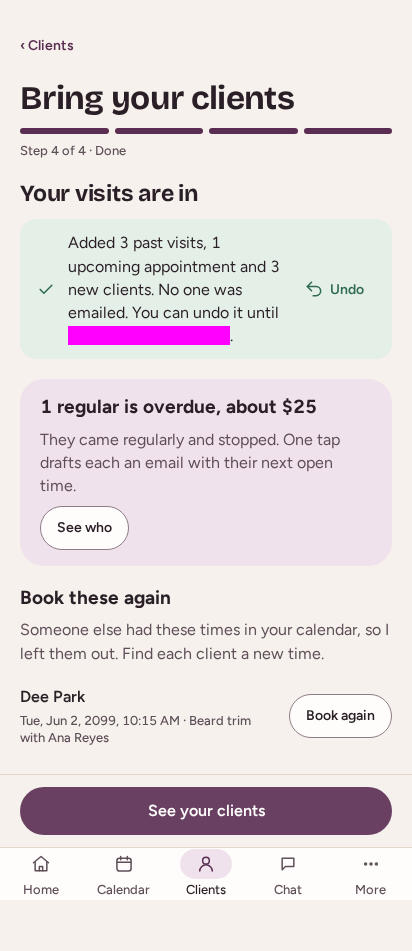 ‹ Clients
Bring your clients
Step 4 of 4 · Done
Your visits are in
Added 3 past visits, 1
upcoming appointment and 3
new clients. No one was
emailed. You can undo it until
.
Undo
1 regular is overdue, about $25
They came regularly and stopped. One tap
drafts each an email with their next open
time.
See who
Book these again
Someone else had these times in your calendar, so I
left them out. Find each client a new time.
Dee Park
Tue, Jun 2, 2099, 10:15 AM · Beard trim
with Ana Reyes
Book again
See your clients
Home
Calendar
Clients
Chat
More